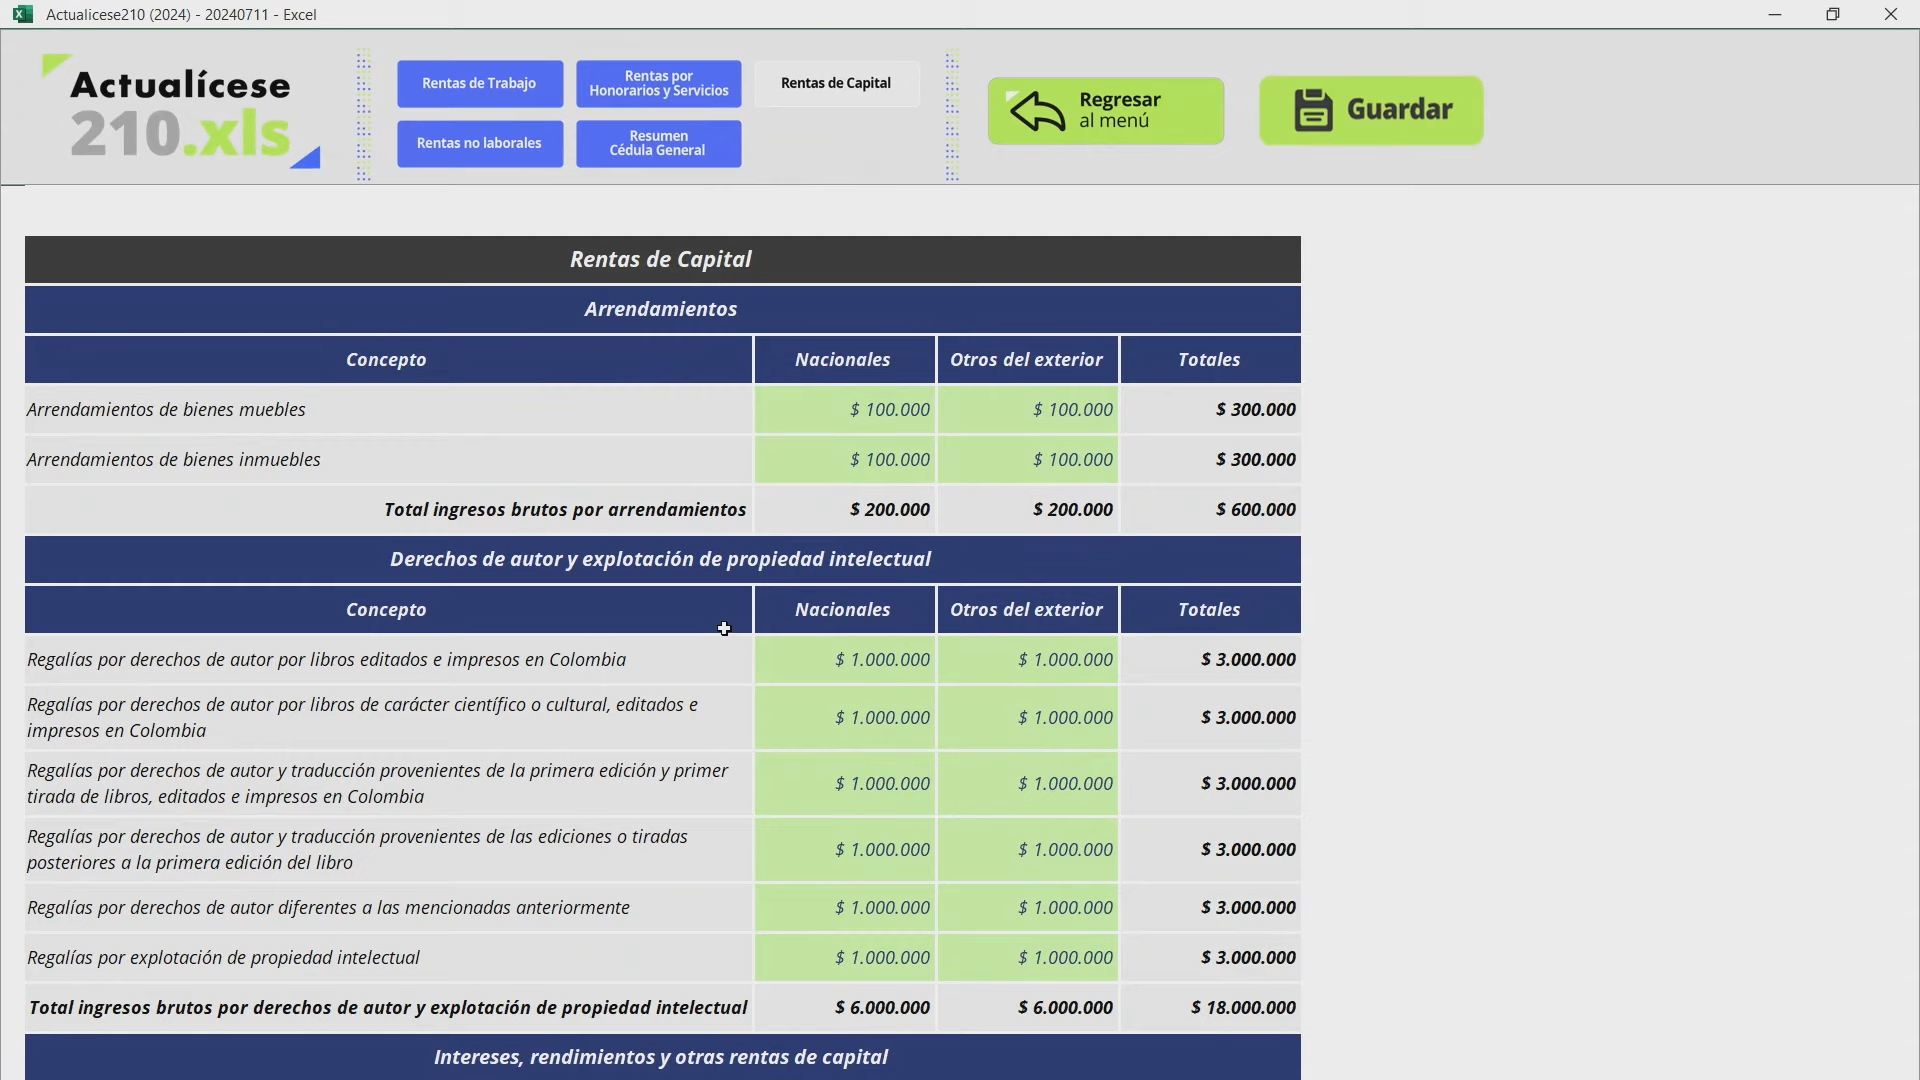 Actualicese210 (2024) - 20240711 - Excel
Actualícese
210.xls
Rentas de Trabajo
Rentas por
Honorarios y Servicios
Rentas de Capital
Rentas no laborales
Resumen
Cédula General
Regresar
al menú
Guardar
Rentas de Capital
Arrendamientos
Concepto Nacionales Otros del exterior Totales
Arrendamientos de bienes muebles $ 100.000 $ 100.000 $ 300.000
Arrendamientos de bienes inmuebles $ 100.000 $ 100.000 $ 300.000
Total ingresos brutos por arrendamientos $ 200.000 $ 200.000 $ 600.000
Derechos de autor y explotación de propiedad intelectual
Concepto Nacionales Otros del exterior Totales
Regalías por derechos de autor por libros editados e impresos en Colombia $ 1.000.000 $ 1.000.000 $ 3.000.000
Regalías por derechos de autor por libros de carácter científico o cultural, editados e
impresos en Colombia $ 1.000.000 $ 1.000.000 $ 3.000.000
Regalías por derechos de autor y traducción provenientes de la primera edición y primer
tirada de libros, editados e impresos en Colombia $ 1.000.000 $ 1.000.000 $ 3.000.000
Regalías por derechos de autor y traducción provenientes de las ediciones o tiradas
posteriores a la primera edición del libro $ 1.000.000 $ 1.000.000 $ 3.000.000
Regalías por derechos de autor diferentes a las mencionadas anteriormente $ 1.000.000 $ 1.000.000 $ 3.000.000
Regalías por explotación de propiedad intelectual $ 1.000.000 $ 1.000.000 $ 3.000.000
Total ingresos brutos por derechos de autor y explotación de propiedad intelectual $ 6.000.000 $ 6.000.000 $ 18.000.000
Intereses, rendimientos y otras rentas de capital